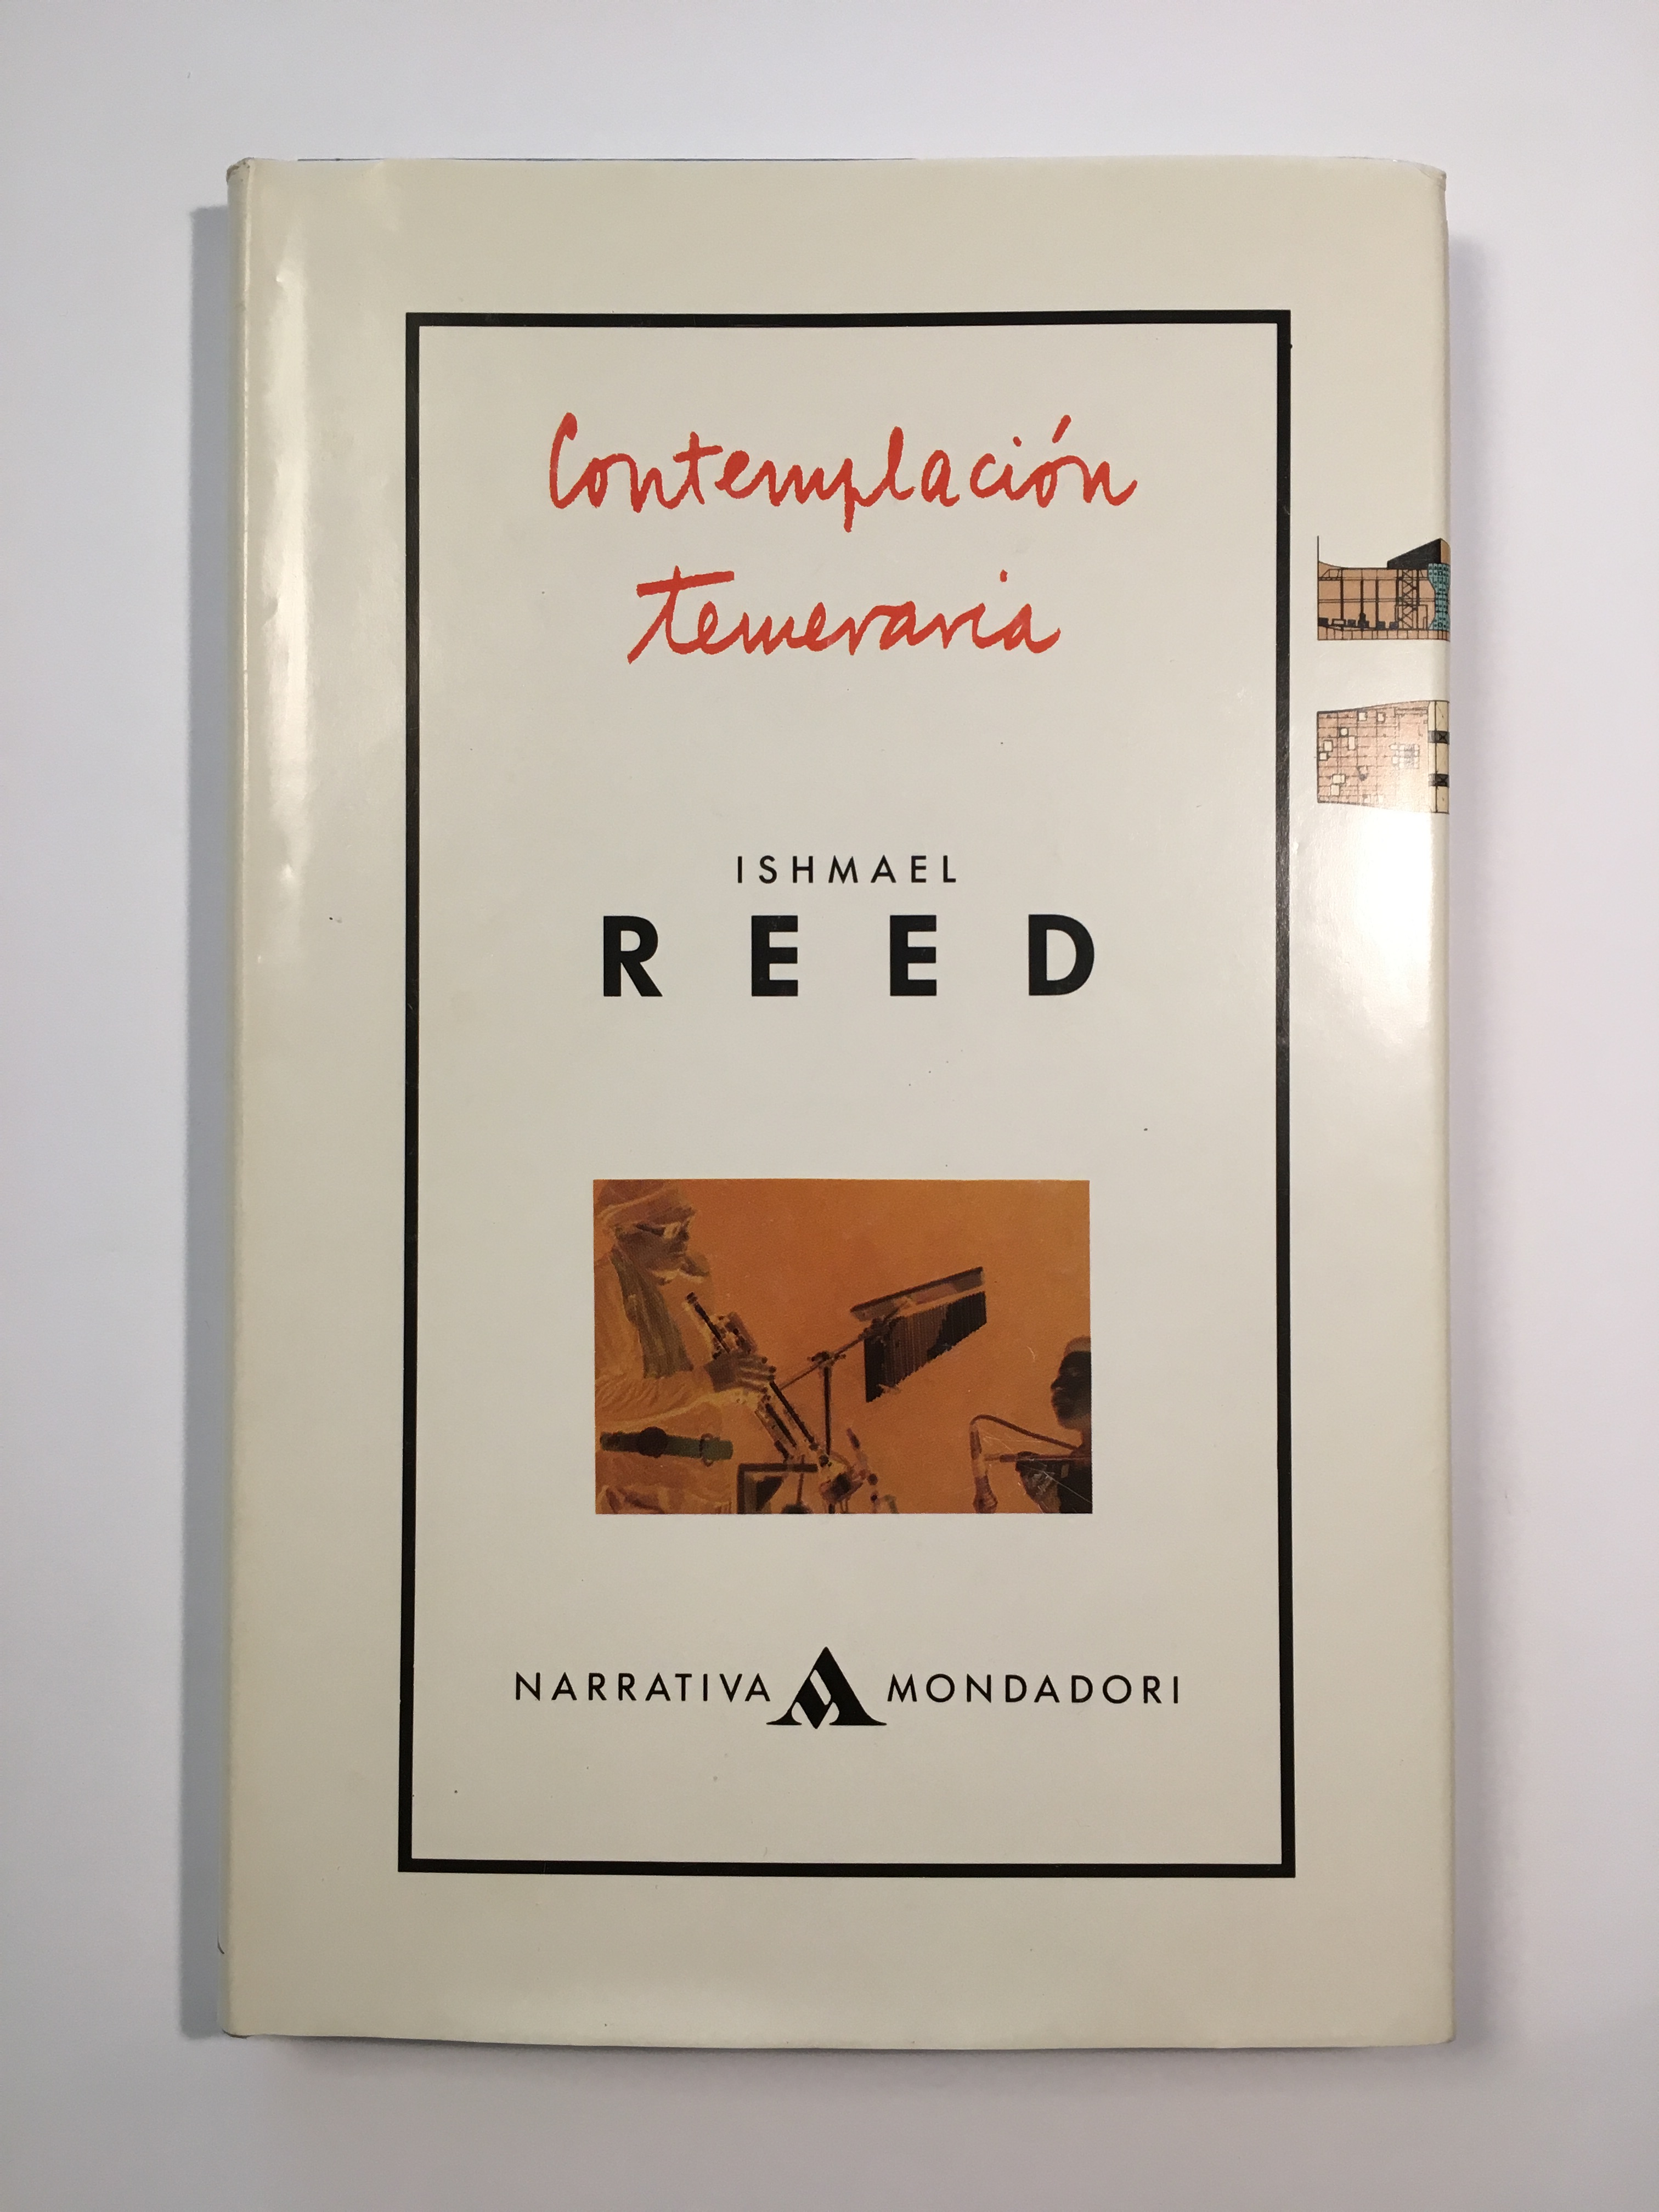 Contemplación
temeraria
ISHMAEL
REED
NARRATIVA MONDADORI